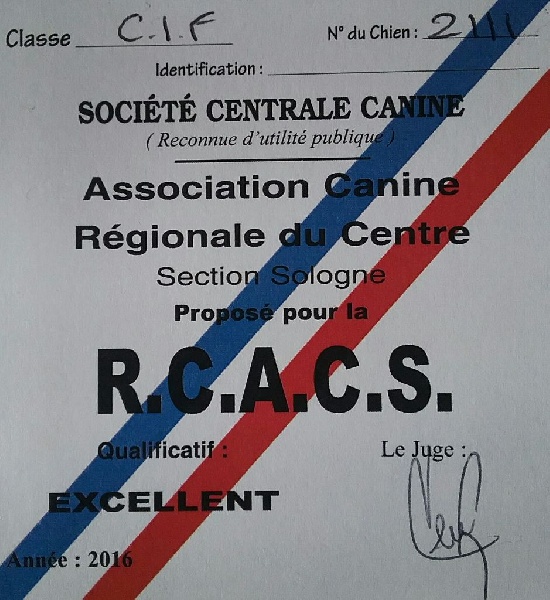 Classe C.I.F N° du Chien : 2111
Identification :
SOCIÉTÉ CENTRALE CANINE
( Reconnue d'utilité publique )
Association Canine
Régionale du Centre
Section Sologne
Proposé pour la
R.C.A.C.S.
Qualificatif : Le Juge :
EXCELLENT
Année : 2016